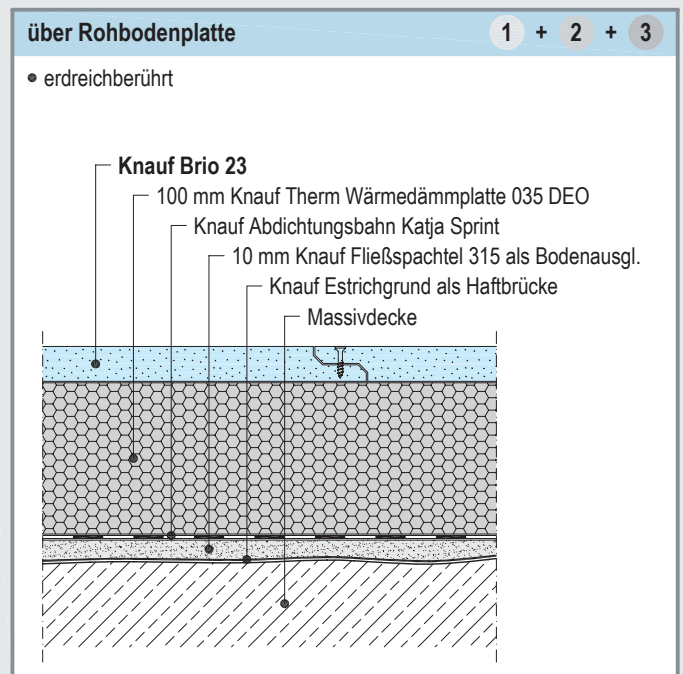 über Rohbodenplatte 1 + 2 + 3
erdreichberührt
Knauf Brio 23
100 mm Knauf Therm Wärmedämmplatte 035 DEO
Knauf Abdichtungsbahn Katja Sprint
10 mm Knauf Fließspachtel 315 als Bodenausgl.
Knauf Estrichgrund als Haftbrücke
Massivdecke